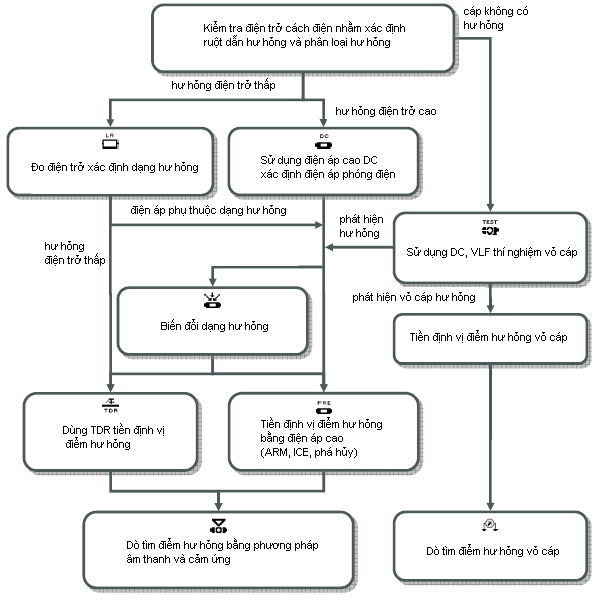 Kiểm tra điện trở cách điện nhằm xác định
ruột dẫn hư hỏng và phân loại hư hỏng
cáp không có
hư hỏng
hư hỏng điện trở thấp
hư hỏng điện trở cao
LR
Đo điện trở xác định dạng hư hỏng
DC
Sử dụng điện áp cao DC
xác định điện áp phóng điện
điện áp phụ thuộc dạng hư hỏng
hư hỏng
điện trở thấp
phát hiện
hư hỏng
TEST
Sử dụng DC, VLF thí nghiệm vỏ cáp
phát hiện vỏ cáp hư hỏng
Biến đổi dạng hư hỏng
Tiền định vị điểm hư hỏng vỏ cáp
TDR
Dùng TDR tiền định vị
điểm hư hỏng
PRE
Tiền định vị điểm hư hỏng
bằng điện áp cao
(ARM, ICE, phá hủy)
Dò tìm điểm hư hỏng bằng phương pháp
âm thanh và cảm ứng
Dò tìm điểm hư hỏng vỏ cáp